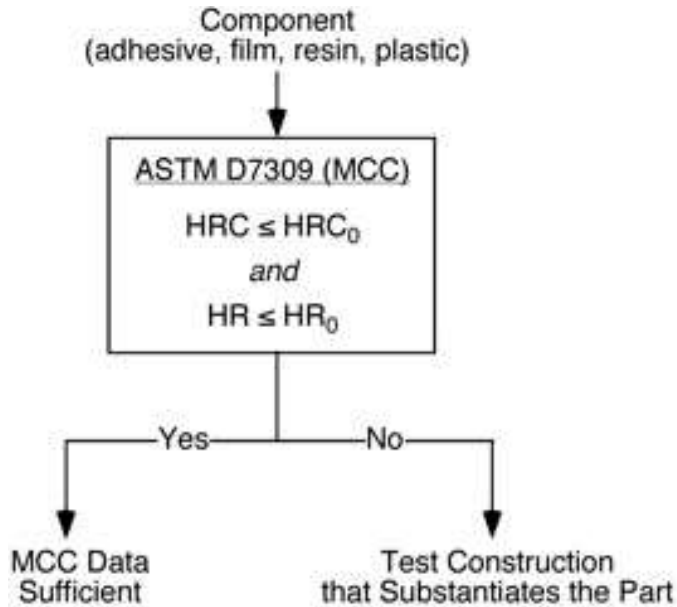 Component
(adhesive, film, resin, plastic)
ASTM D7309 (MCC)
HRC ≤ HRC₀
and
HR ≤ HR₀
Yes No
MCC Data
Sufficient
Test Construction
that Substantiates the Part